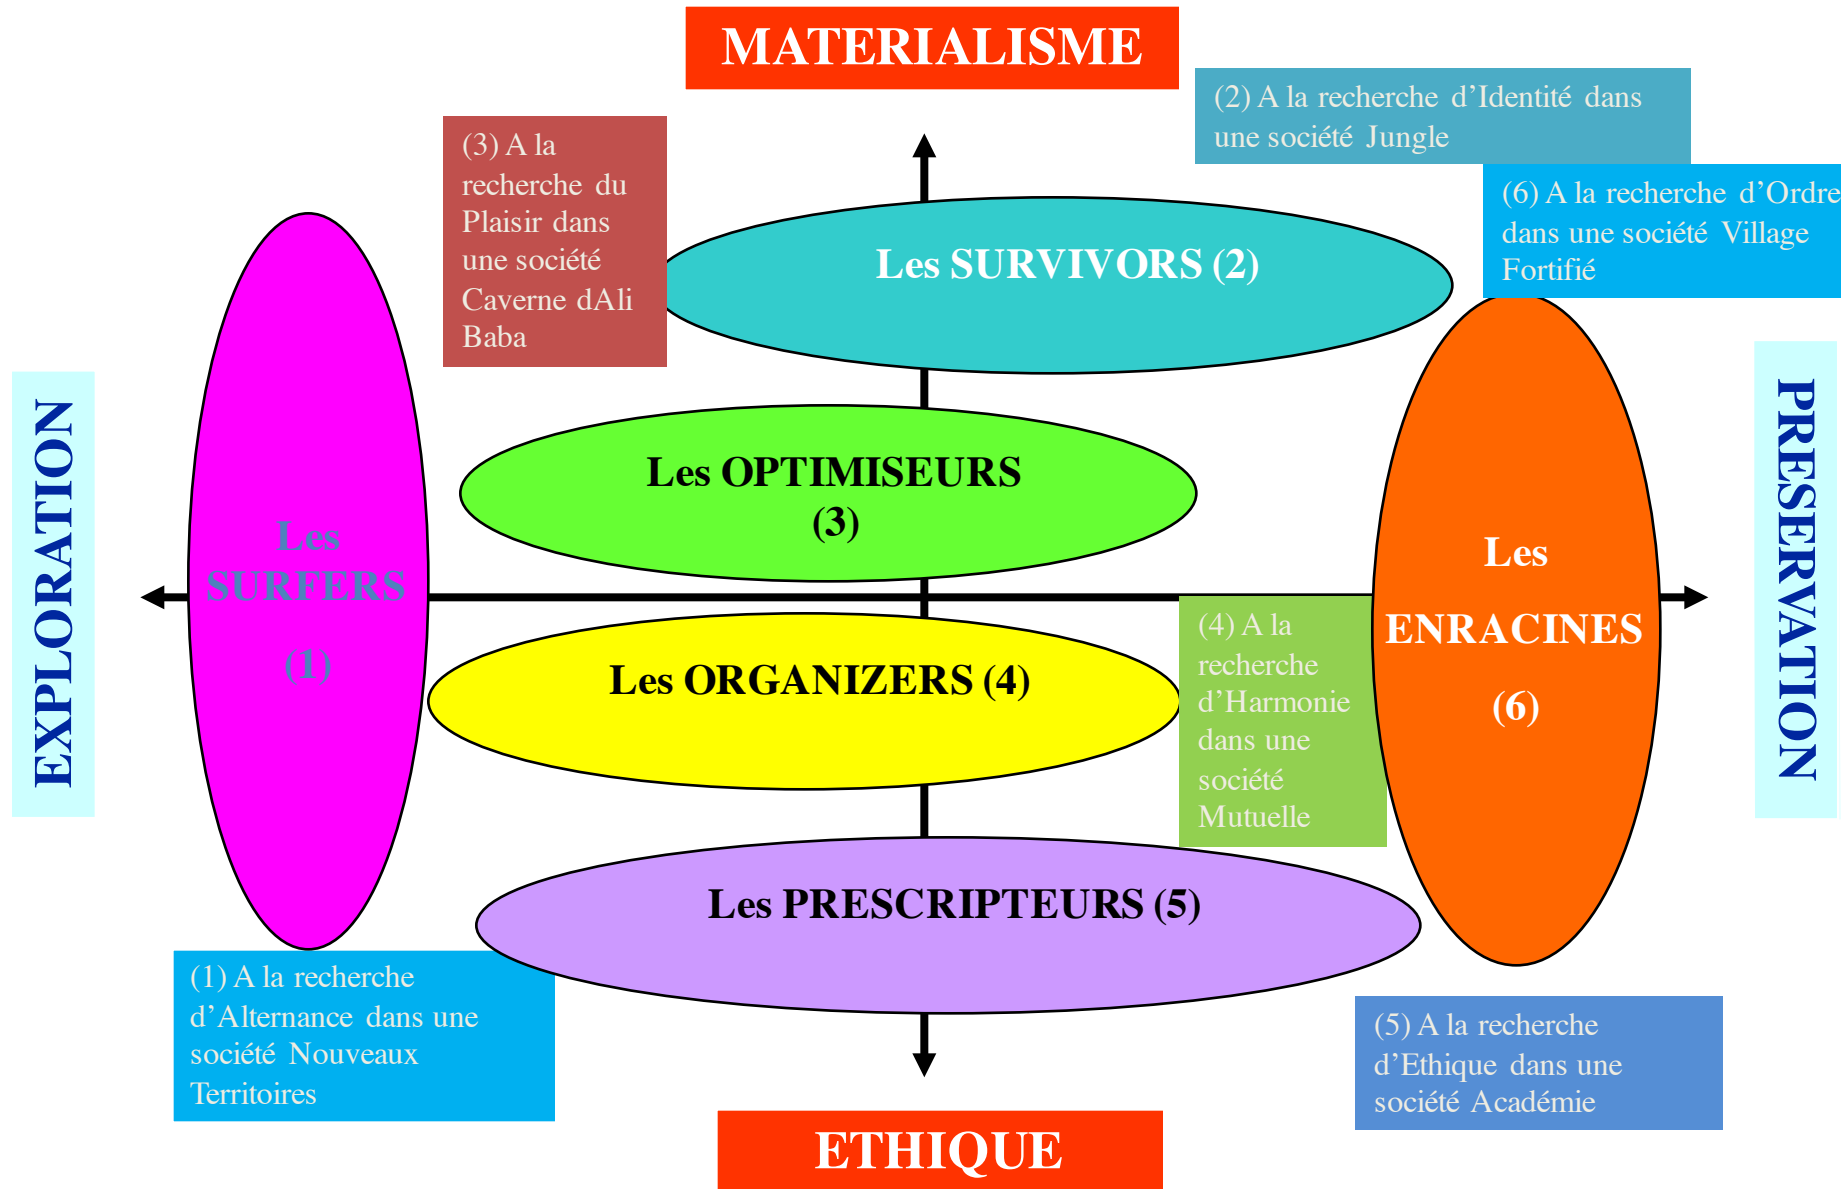 MATERIALISME
(2) A la recherche d’Identité dans
une société Jungle
(3) A la
recherche du
Plaisir dans
une société
Caverne dAli
Baba
(6) A la recherche d’Ordre
dans une société Village
Fortifié
Les SURVIVORS (2)
EXPLORATION
PRESERVATION
Les OPTIMISEURS
(3)
Les
SURFERS
(1)
Les
ENRACINES
(6)
(4) A la
recherche
d’Harmonie
dans une
société
Mutuelle
Les ORGANIZERS (4)
Les PRESCRIPTEURS (5)
(1) A la recherche
d’Alternance dans une
société Nouveaux
Territoires
(5) A la recherche
d’Ethique dans une
société Académie
ETHIQUE